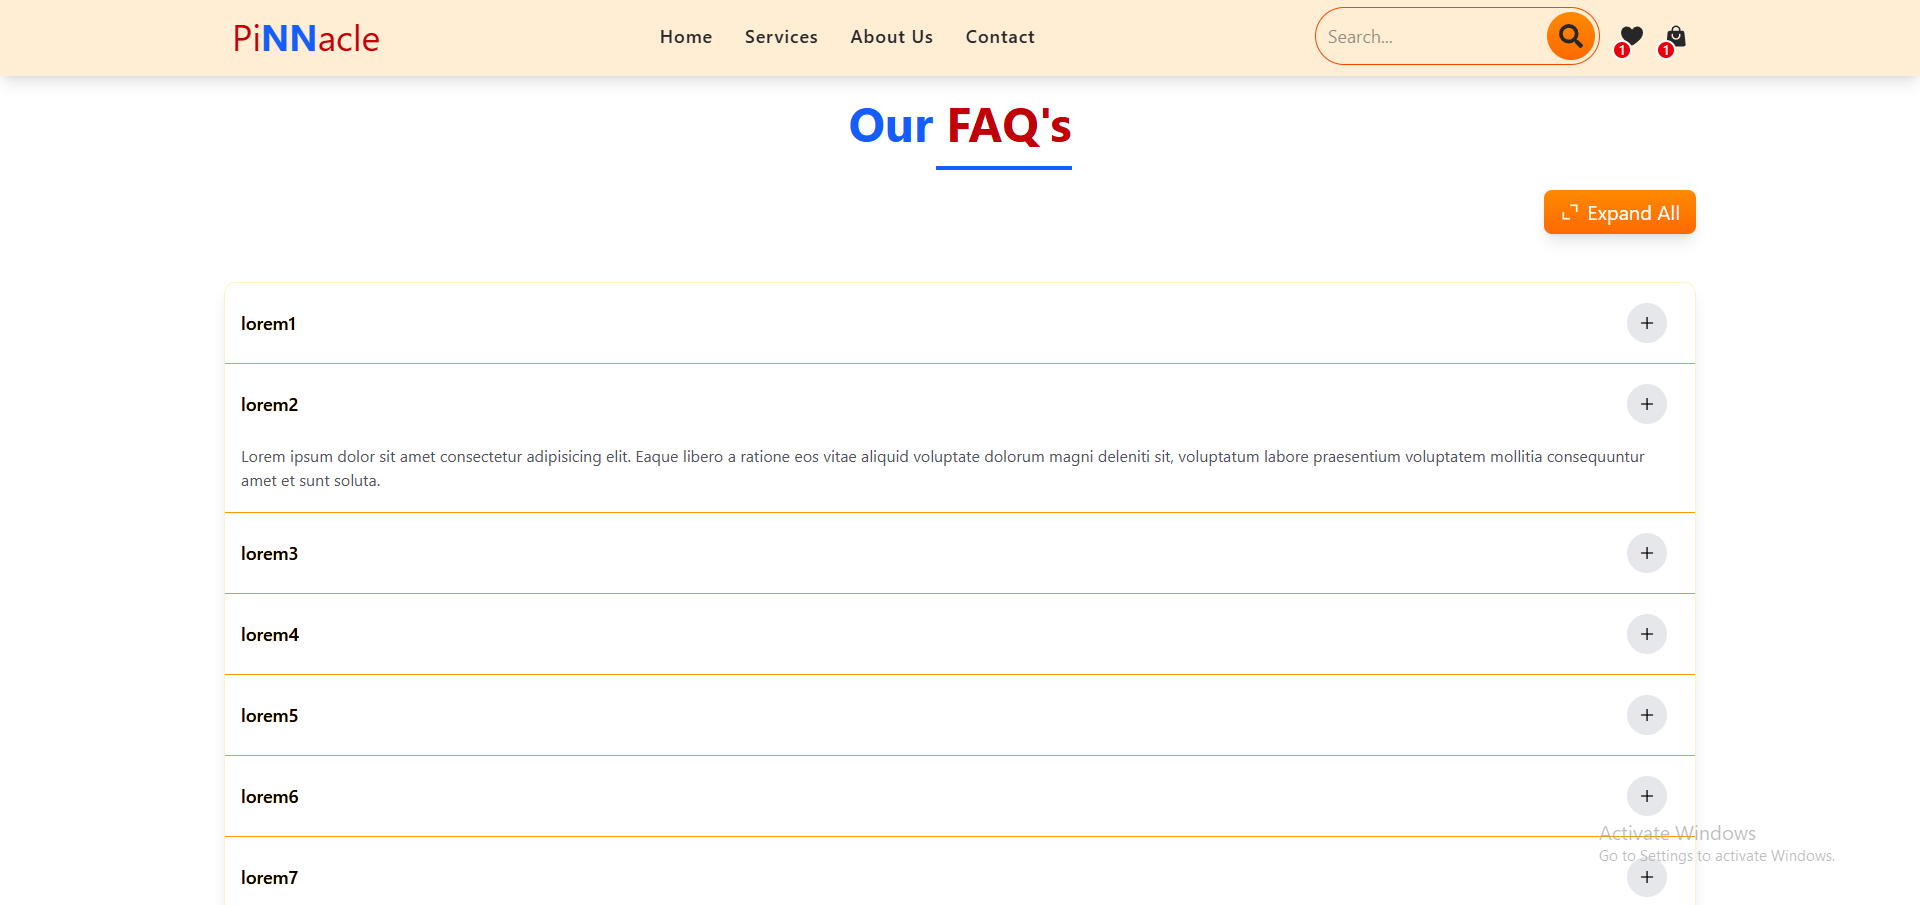 PiNNacle
Home Services About Us Contact
Search...
1
1
Our FAQ's
Expand All
lorem1
lorem2
Lorem ipsum dolor sit amet consectetur adipisicing elit. Eaque libero a ratione eos vitae aliquid voluptate dolorum magni deleniti sit, voluptatum labore praesentium voluptatem mollitia consequuntur
amet et sunt soluta.
lorem3
lorem4
lorem5
lorem6
Activate Windows
Go to Settings to activate Windows.
lorem7